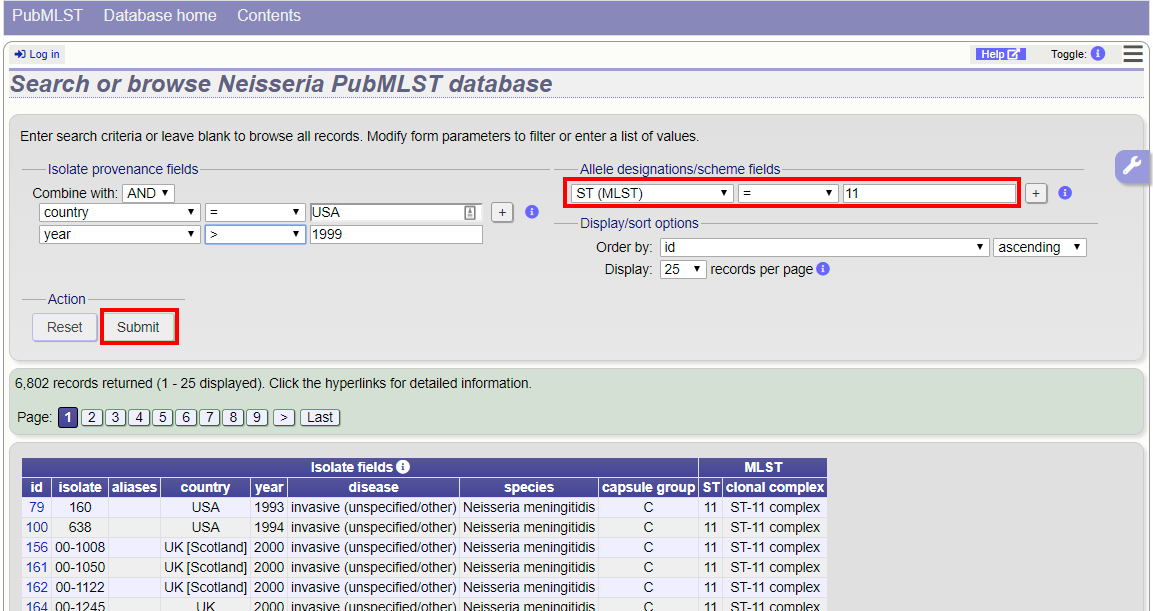 PubMLST Database home Contents
Log in Help Toggle:
Search or browse Neisseria PubMLST database
Enter search criteria or leave blank to browse all records. Modify form parameters to filter or enter a list of values.
Isolate provenance fields
Combine with: AND
country = USA +
year > 1999
Allele designations/scheme fields
ST (MLST) = 11 +
Display/sort options
Order by: id ascending
Display: 25 records per page
Action
Reset Submit
6,802 records returned (1 - 25 displayed). Click the hyperlinks for detailed information.
Page: 1 2 3 4 5 6 7 8 9 > Last
Isolate fields MLST
id isolate aliases country year disease species capsule group ST clonal complex
79 160 USA 1993 invasive (unspecified/other) Neisseria meningitidis C 11 ST-11 complex
100 638 USA 1994 invasive (unspecified/other) Neisseria meningitidis C 11 ST-11 complex
156 00-1008 UK [Scotland] 2000 invasive (unspecified/other) Neisseria meningitidis C 11 ST-11 complex
161 00-1050 UK [Scotland] 2000 invasive (unspecified/other) Neisseria meningitidis C 11 ST-11 complex
162 00-1122 UK [Scotland] 2000 invasive (unspecified/other) Neisseria meningitidis C 11 ST-11 complex
164 00-1245 UK 2000 invasive (unspecified/other) Neisseria meningitidis C 11 ST-11 complex